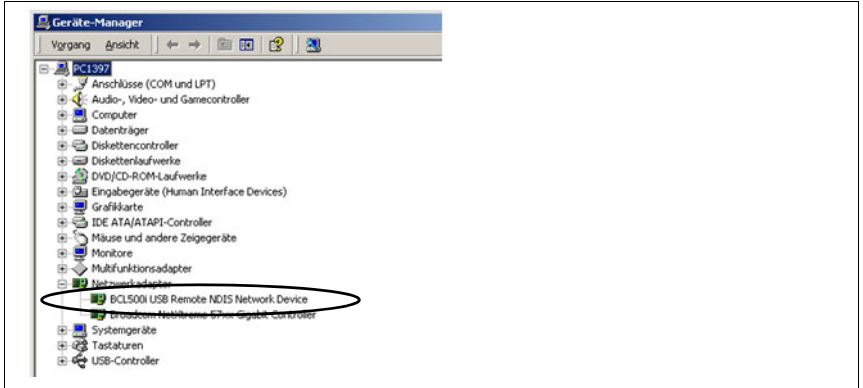 Geräte-Manager
Vorgang Ansicht
PC1397
Anschlüsse (COM und LPT)
Audio-, Video- und Gamecontroller
Computer
Datenträger
Diskettencontroller
Diskettenlaufwerke
DVD/CD-ROM-Laufwerke
Eingabegeräte (Human Interface Devices)
Grafikkarte
IDE ATA/ATAPI-Controller
Mäuse und andere Zeigegeräte
Monitore
Multifunktionsadapter
Netzwerkadapter
BCL500i USB Remote NDIS Network Device
Broadcom NetXtreme 57xx Gigabit Controller
Systemgeräte
Tastaturen
USB-Controller